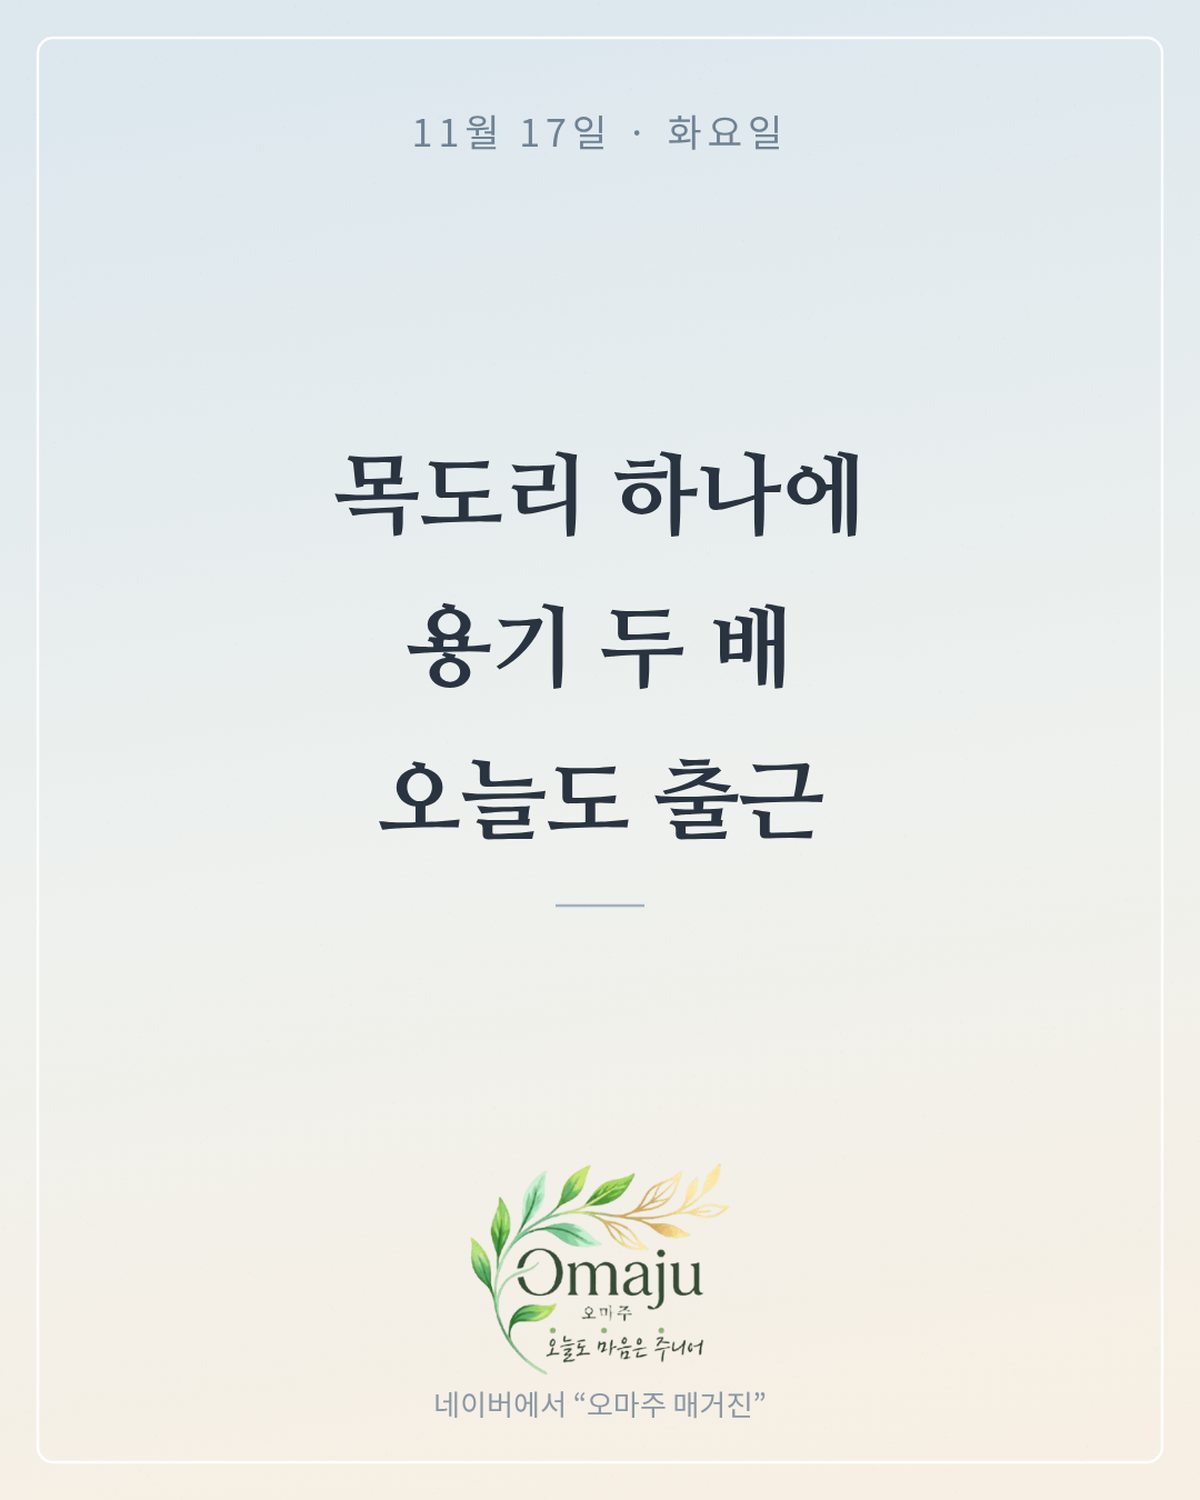 11월 17일 · 화요일
목도리 하나에
용기 두 배
오늘도 출근
Omaju
오마주
오늘도 마음은 주니어
네이버에서 “오마주 매거진”